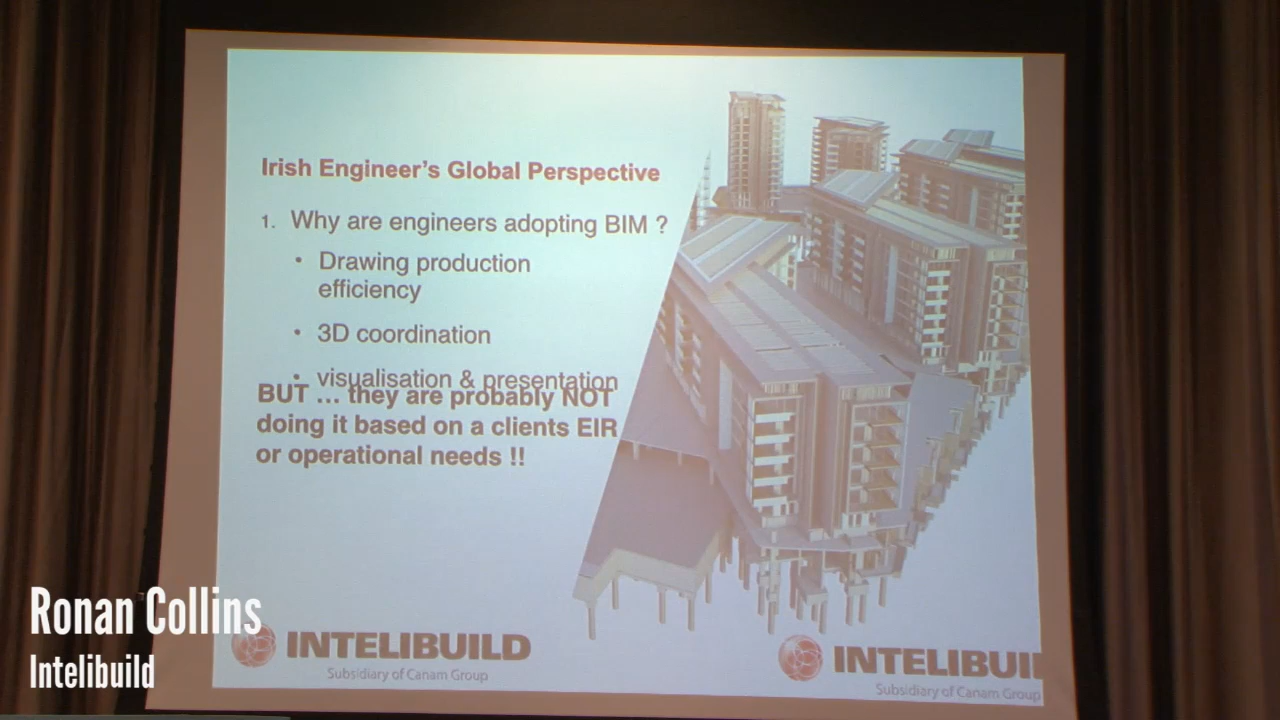 Irish Engineer's Global Perspective
1. Why are engineers adopting BIM ?
• Drawing production
efficiency
• 3D coordination
• visualisation & presentation
BUT ... they are probably NOT
doing it based on a clients EIR
or operational needs !!
Ronan Collins
Intelibuild
INTELIBUILD
Subsidiary of Canam Group
INTELIBUIL
Subsidiary of Canam Group